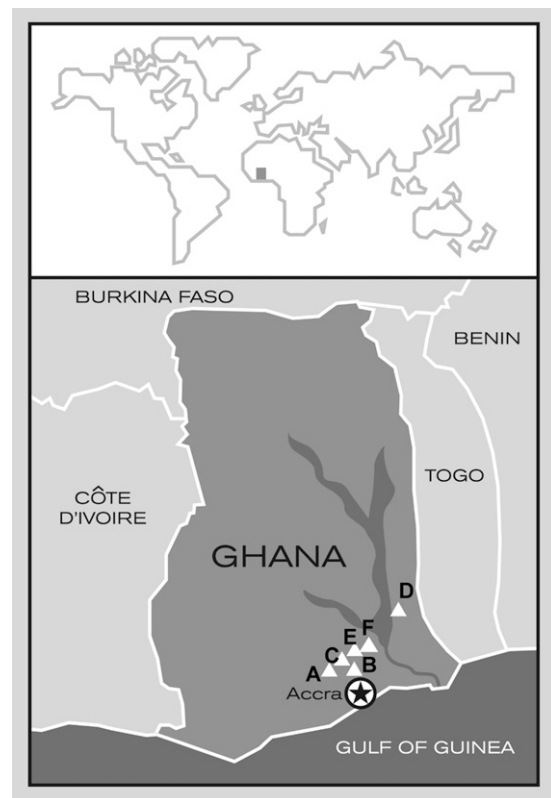 BURKINA FASO
BENIN
TOGO
CÔTE
D'IVOIRE
GHANA
D
F
E
C
B
A
Accra
GULF OF GUINEA